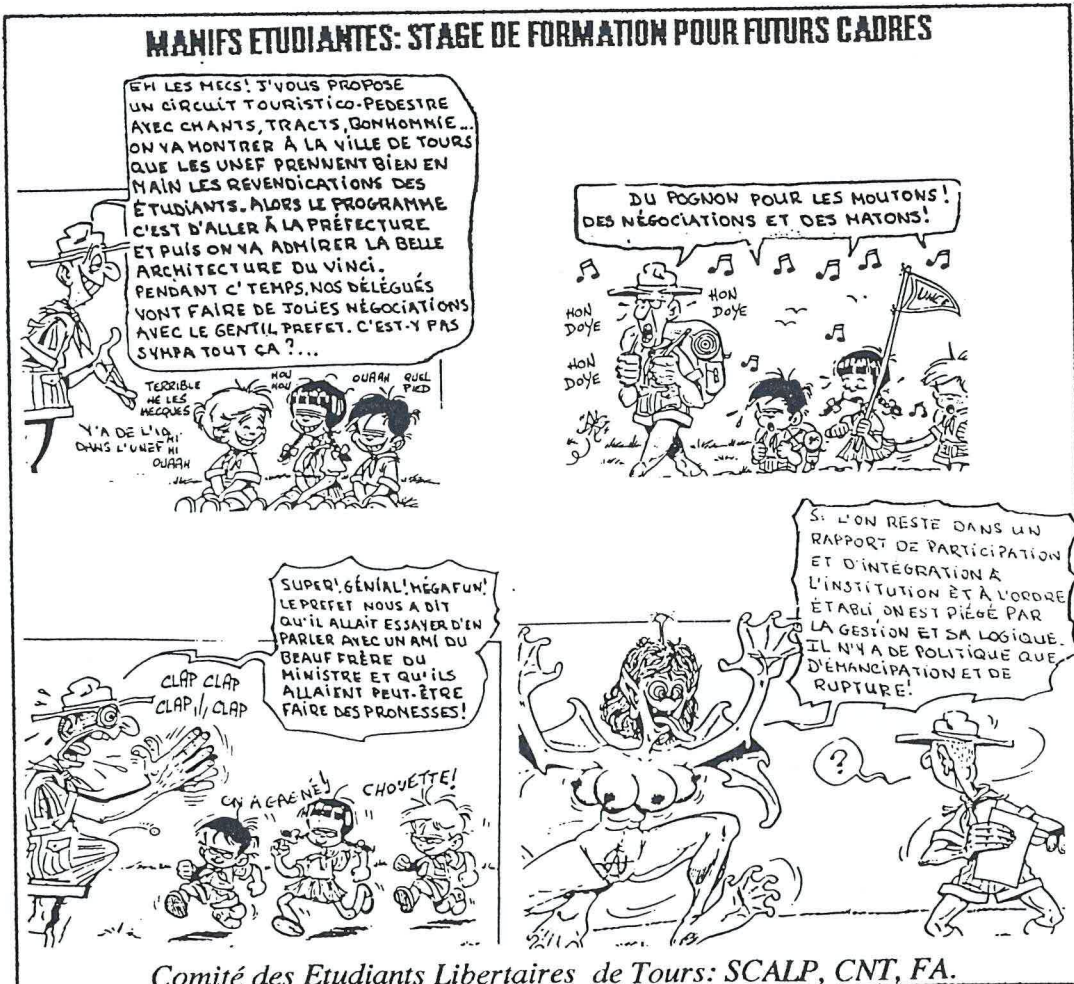 MANIFS ETUDIANTES: STAGE DE FORMATION POUR FUTURS CADRES
EH LES MECS! J'VOUS PROPOSE
UN CIRCUIT TOURISTICO-PEDESTRE
AVEC CHANTS, TRACTS, BONHOMMIE...
ON VA MONTRER À LA VILLE DE TOURS
QUE LES UNEF PRENNENT BIEN EN
MAIN LES REVENDICATIONS DES
ÉTUDIANTS. ALORS LE PROGRAMME
C'EST D'ALLER À LA PRÉFECTURE
ET PUIS ON VA ADMIRER LA BELLE
ARCHITECTURE DU VINCI.
PENDANT C'TEMPS, NOS DÉLÉGUÉS
VONT FAIRE DE JOLIES NÉGOCIATIONS
AVEC LE GENTIL PREFET. C'EST-Y PAS
SYMPA TOUT ÇA?...
TERRIBLE
HE LES
MECQUES
Y'A DE L'
DANS L'UNEF HI
OUAAH
HOU
HOU
OUAAH
QUEL
PIED
DU POGNON POUR LES MOUTONS!
DES NÉGOCIATIONS ET DES MATONS!
HON
DOYE
HON
DOYE
HON
DOYE
UNEF
SUPER! GÉNIAL! MÉGAFUN!
LE PREFET NOUS A DIT
QU'IL ALLAIT ESSAYER D'EN
PARLER AVEC UN AMI DU
BEAUF FRÈRE DU
MINISTRE ET QU'ILS
ALLAIENT PEUT-ÊTRE
FAIRE DES PROMESSES!
CLAP CLAP
CLAP CLAP
ON A GAGNÉ!
CHOUETTE!
SI L'ON RESTE DANS UN
RAPPORT DE PARTICIPATION
ET D'INTÉGRATION À
L'INSTITUTION ET À L'ORDRE
ÉTABLI, ON EST PIÉGÉ PAR
LA GESTION ET SA LOGIQUE.
IL N'Y A DE POLITIQUE QUE
D'ÉMANCIPATION ET DE
RUPTURE!
?
Comité des Etudiants Libertaires de Tours: SCALP, CNT, FA.